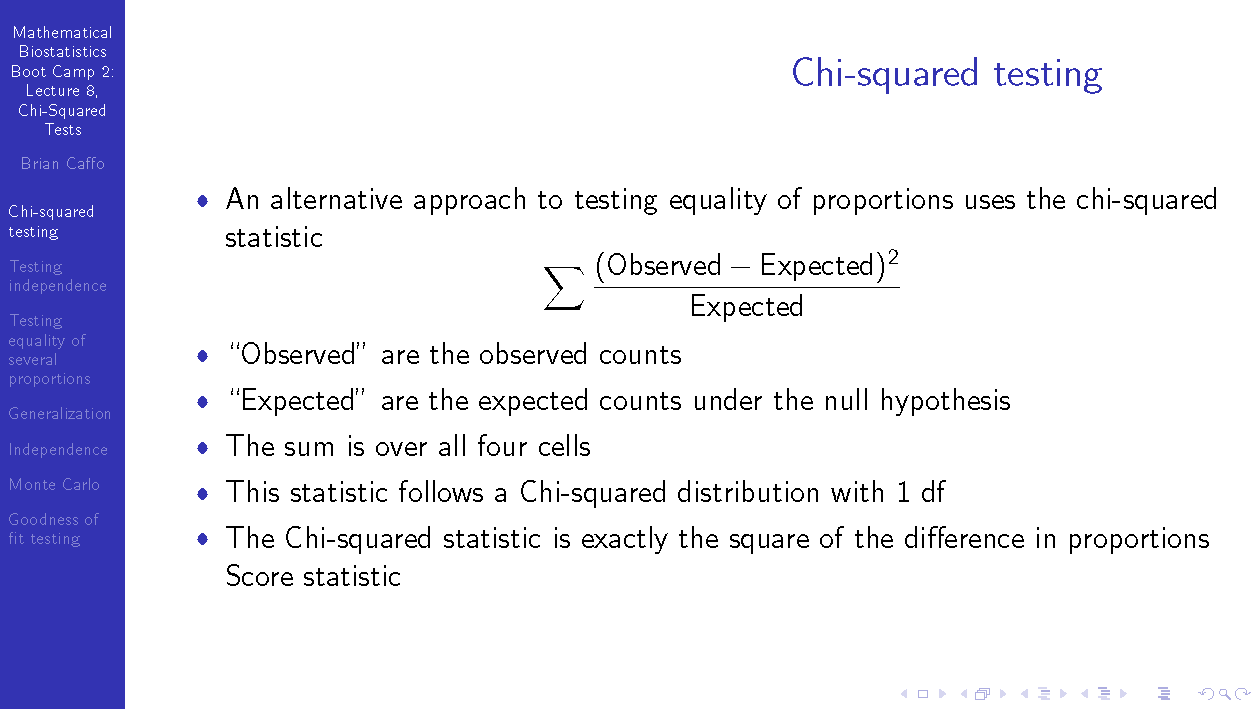 Mathematical
Biostatistics
Boot Camp 2:
Lecture 8,
Chi-Squared
Tests
Brian Caffo
Chi-squared
testing
Testing
independence
Testing
equality of
several
proportions
Generalization
Independence
Monte Carlo
Goodness of
fit testing
Chi-squared testing
• An alternative approach to testing equality of proportions uses the chi-squared
statistic
∑ (Observed − Expected)²
Expected
• “Observed” are the observed counts
• “Expected” are the expected counts under the null hypothesis
• The sum is over all four cells
• This statistic follows a Chi-squared distribution with 1 df
• The Chi-squared statistic is exactly the square of the difference in proportions
Score statistic